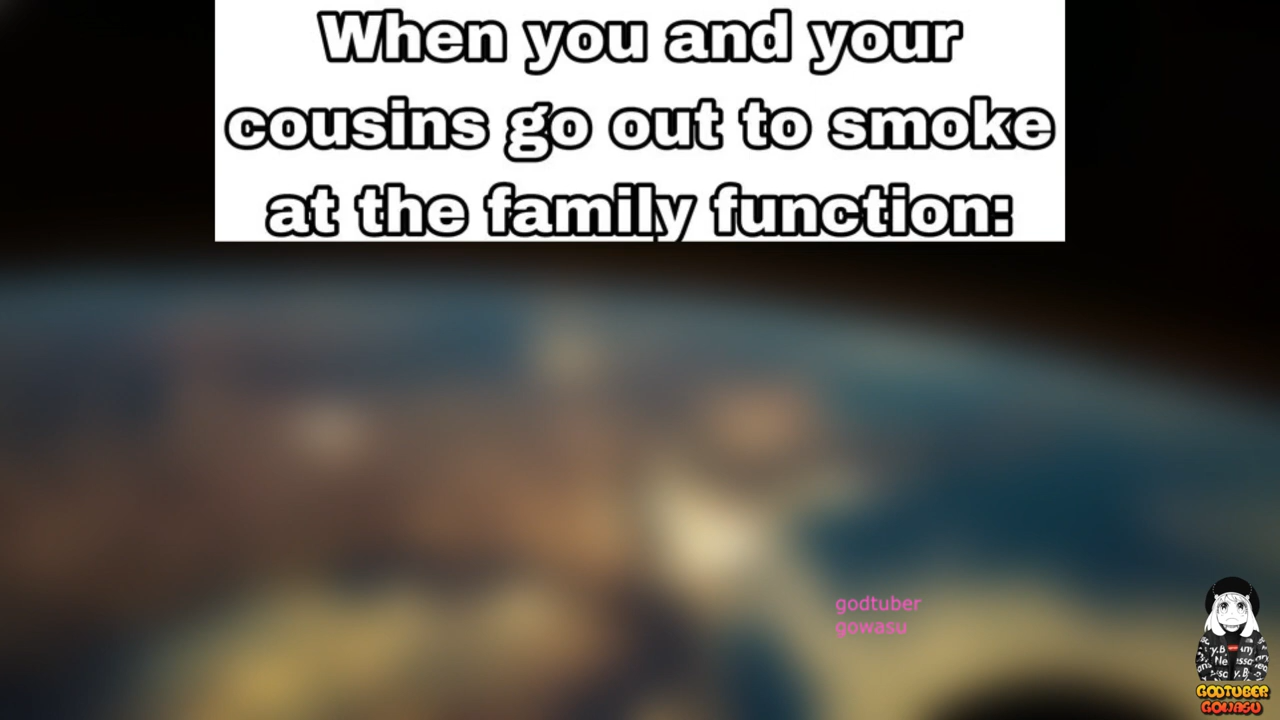 When you and your
cousins go out to smoke
at the family function:
godtuber
gowasu
GODTUBER
GOWASU